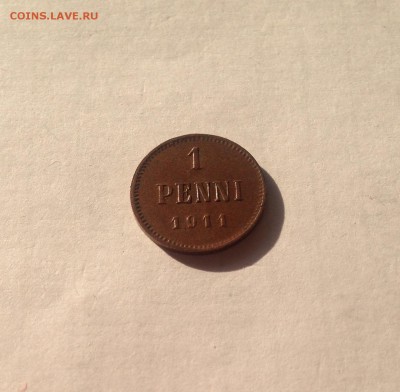 COINS.LAVE.RU
1
PENNI
1911